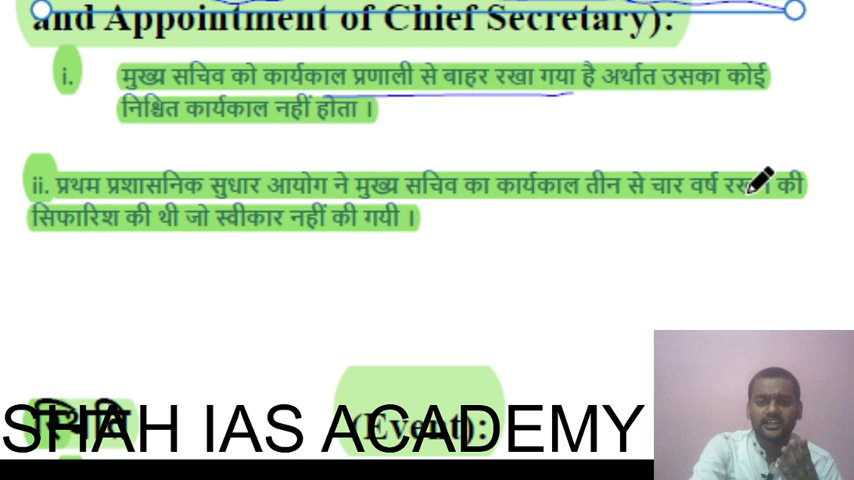 and Appointment of Chief Secretary):
i. मुख्य सचिव को कार्यकाल प्रणाली से बाहर रखा गया है अर्थात उसका कोई
निश्चित कार्यकाल नहीं होता ।
ii. प्रथम प्रशासनिक सुधार आयोग ने मुख्य सचिव का कार्यकाल तीन से चार वर्ष की
सिफारिश की थी जो स्वीकार नहीं की गयी ।
(Event):
SHAH IAS ACADEMY